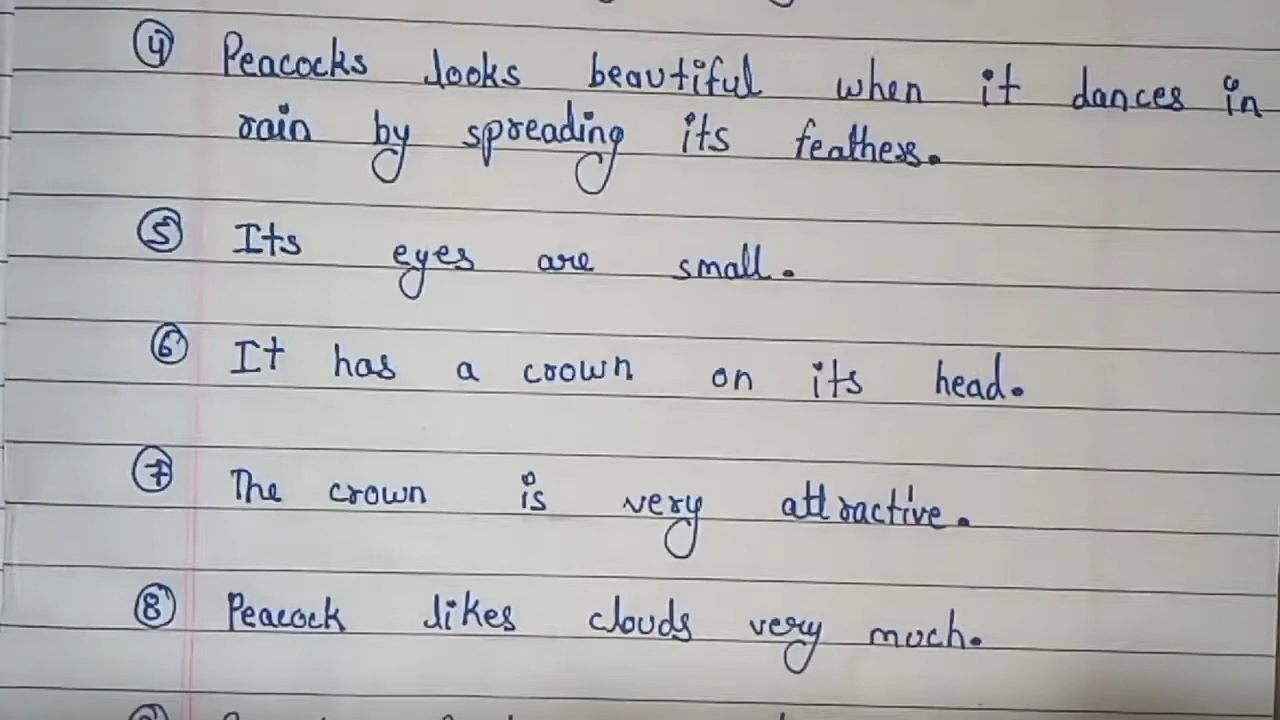 ④ Peacocks looks beautiful when it dances in
rain by spreading its feathers.
⑤ Its eyes are small.
⑥ It has a crown on its head.
⑦ The crown is very attractive.
⑧ Peacock likes clouds very much.